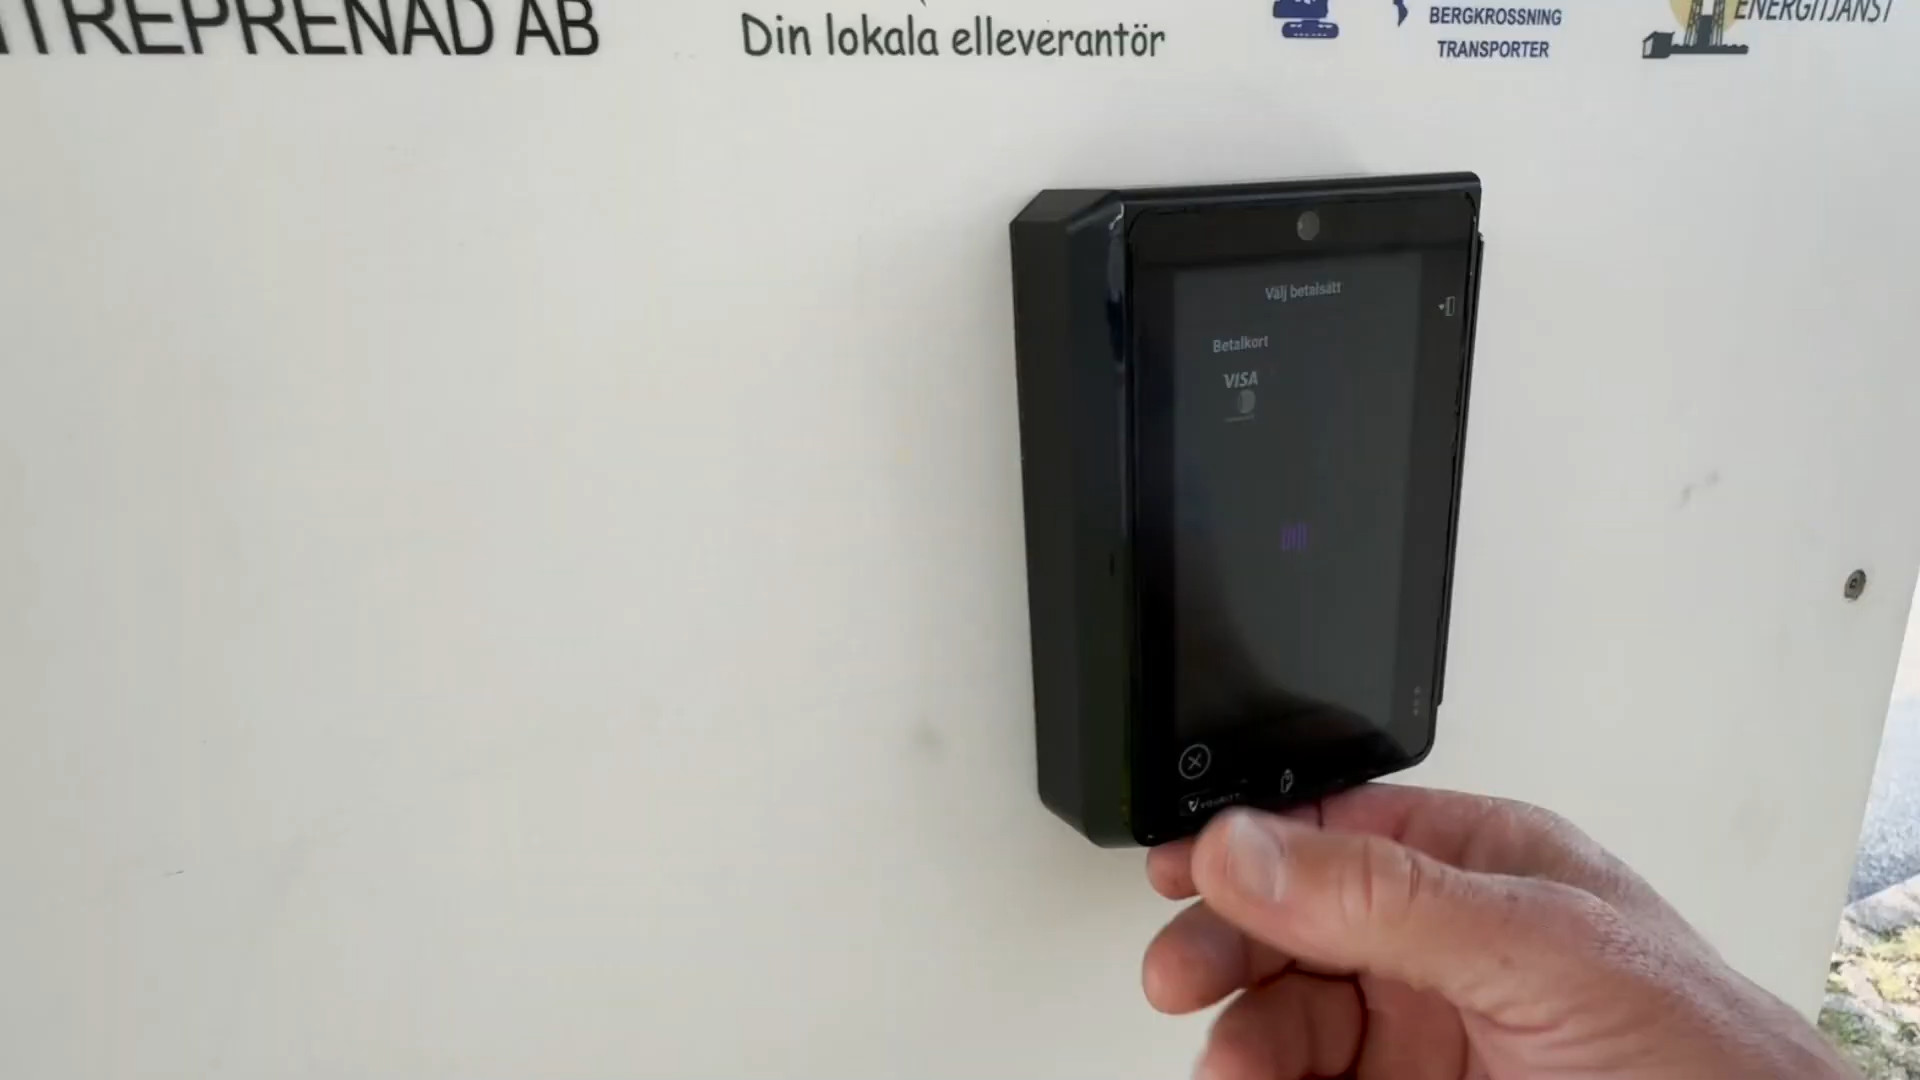 TREPRENAD AB
Din lokala elleverantör
BERGKROSSNING
TRANSPORTER
ENERGITJÄNST
Välj betalsätt
Betalkort
VISA